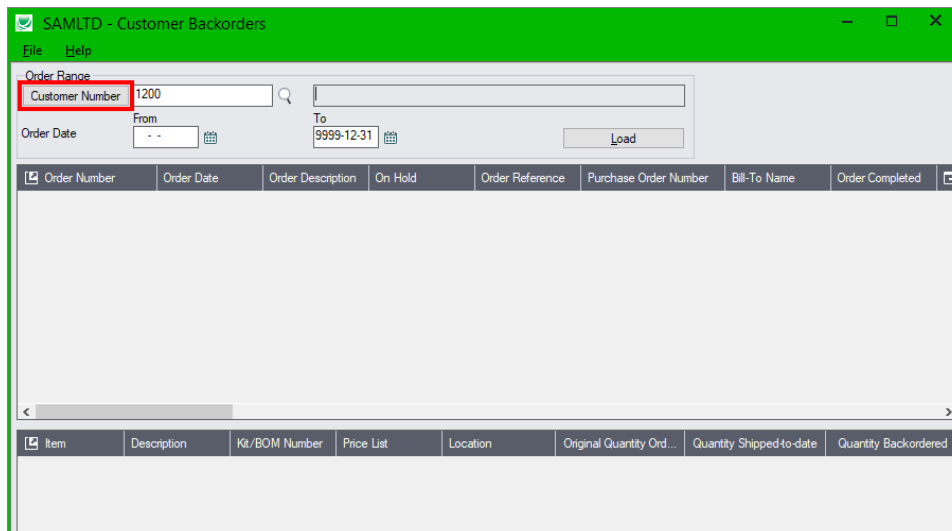 SAMLTD - Customer Backorders
File Help
Order Range
Customer Number 1200
From To
Order Date - - 9999-12-31 Load
Order Number Order Date Order Description On Hold Order Reference Purchase Order Number Bill-To Name Order Completed
Item Description Kit/BOM Number Price List Location Original Quantity Ord... Quantity Shipped-to-date Quantity Backordered